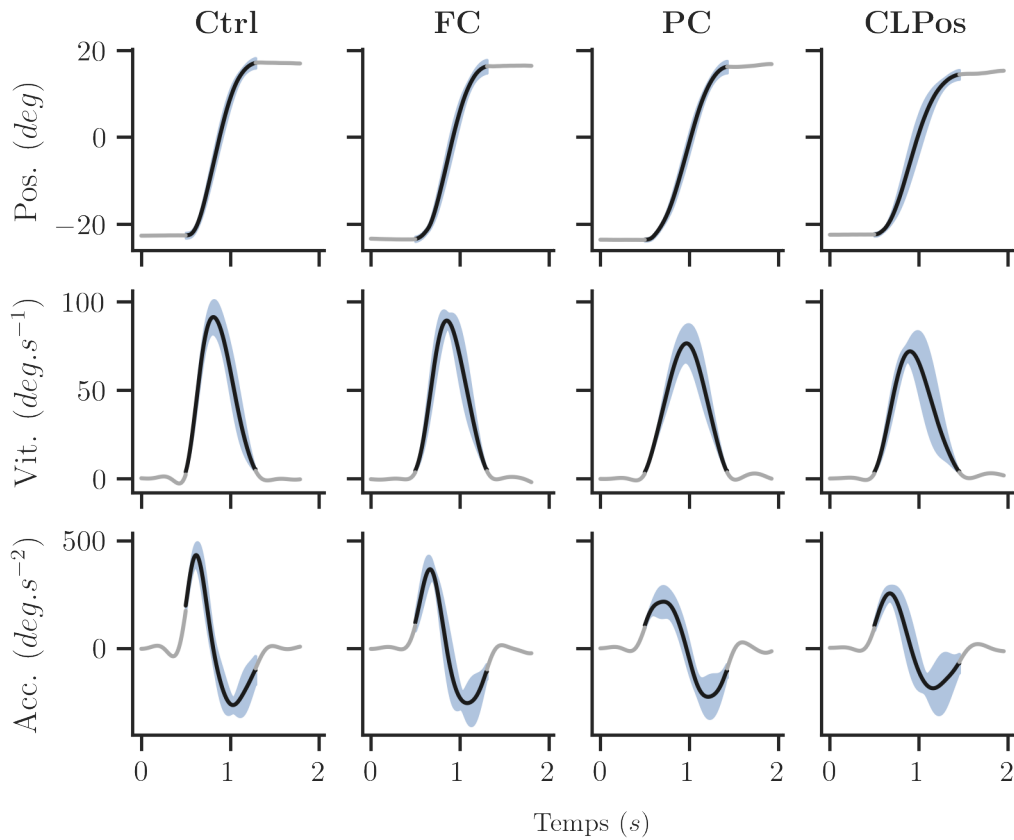 Ctrl FC PC CLPos
Pos. (deg)
20
0
−20
Vit. (deg.s⁻¹)
100
50
0
Acc. (deg.s⁻²)
500
0
0 1 2 0 1 2 0 1 2 0 1 2
Temps (s)